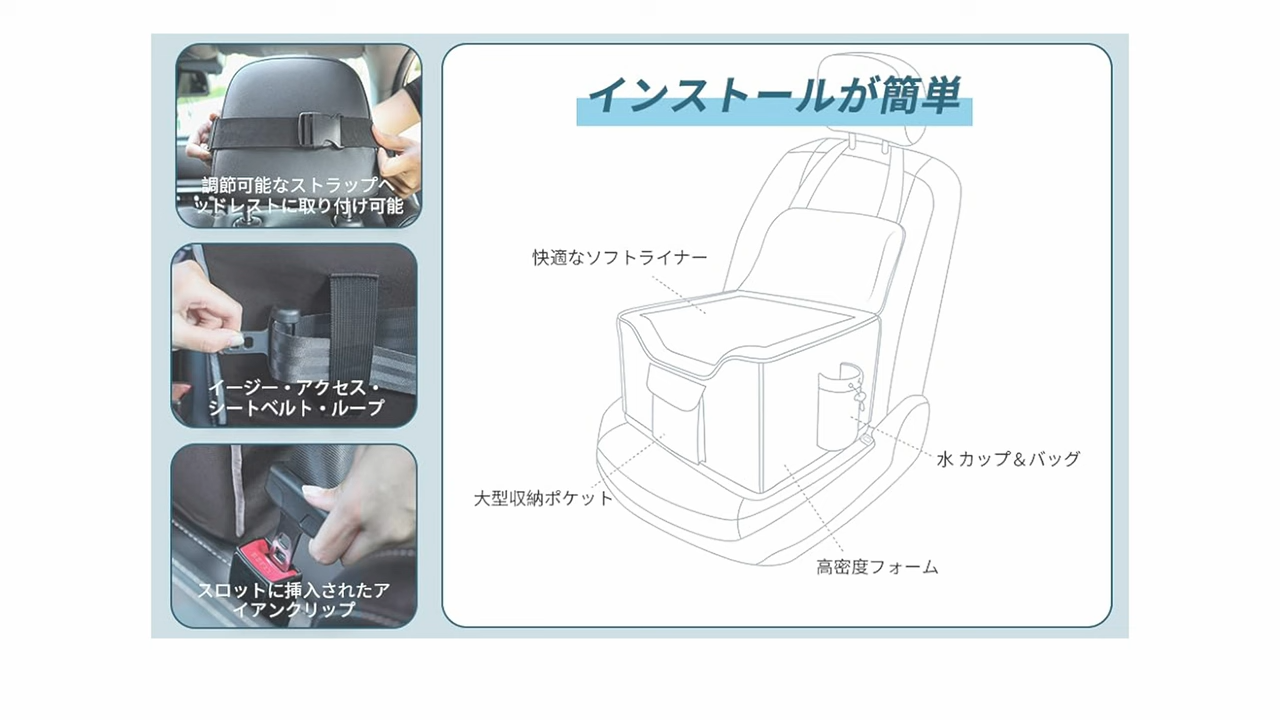 インストールが簡単
調節可能なストラップヘ
ッドレストに取り付け可能
イージー・アクセス・
シートベルト・ループ
スロットに挿入されたア
イアンクリップ
快適なソフトライナー
大型収納ポケット
水 カップ＆バッグ
高密度フォーム